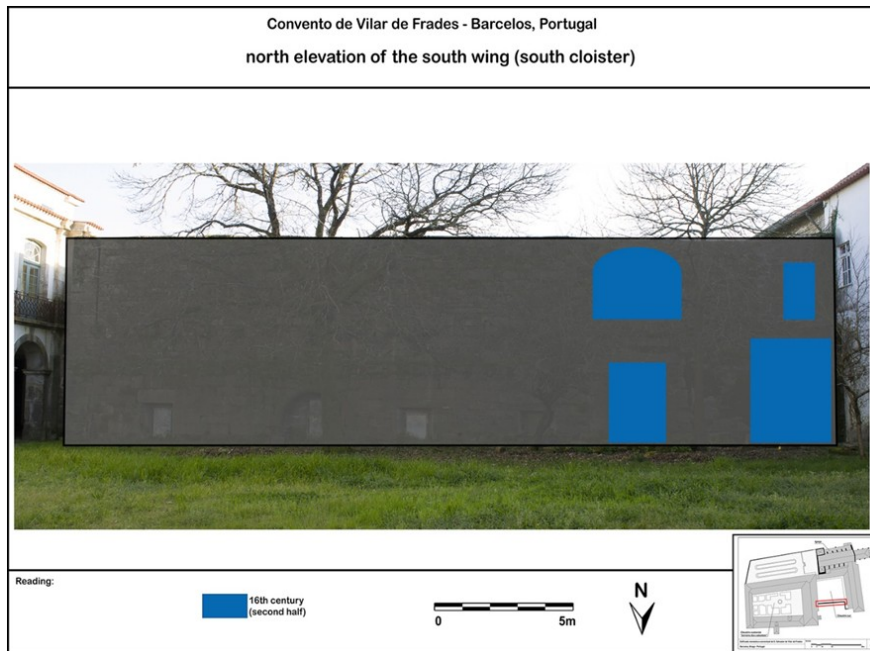 Convento de Vilar de Frades - Barcelos, Portugal
north elevation of the south wing (south cloister)
Reading:
16th century
(second half)
0
5m
N